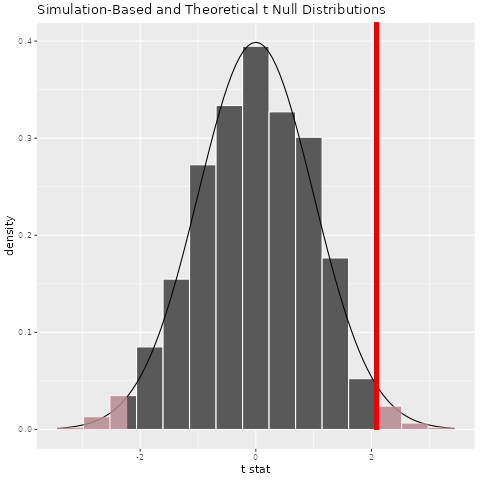 Simulation-Based and Theoretical t Null Distributions
0.4
0.3
0.2
0.1
0.0
density
-2
0
2
t stat